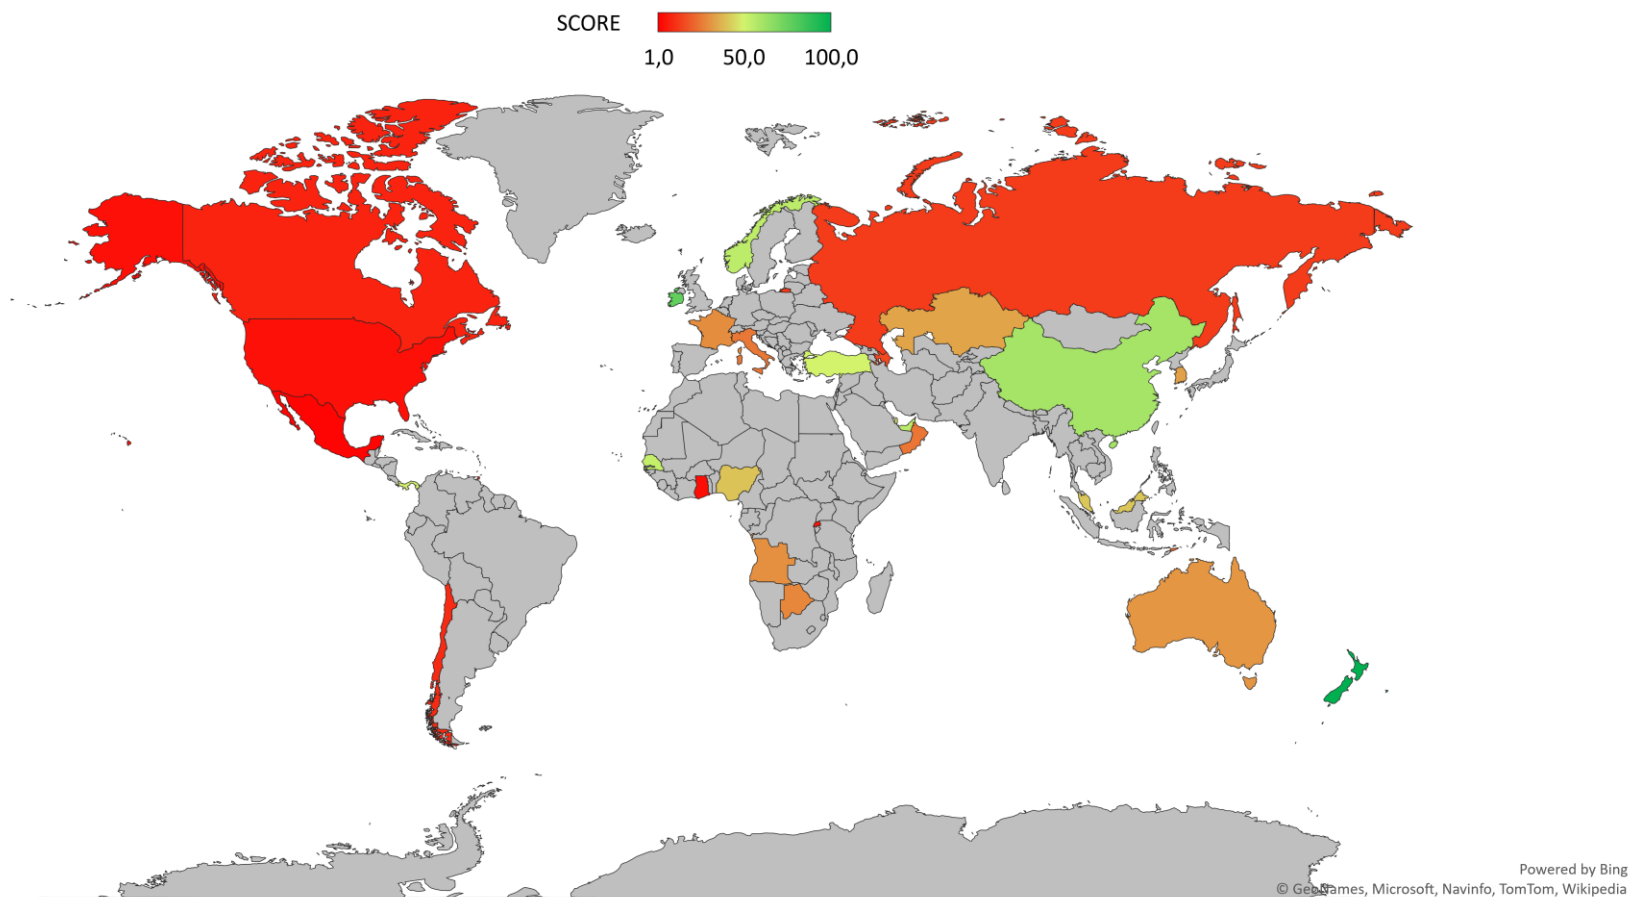 SCORE
1,0 50,0 100,0
Powered by Bing
© GeoNames, Microsoft, Navinfo, TomTom, Wikipedia